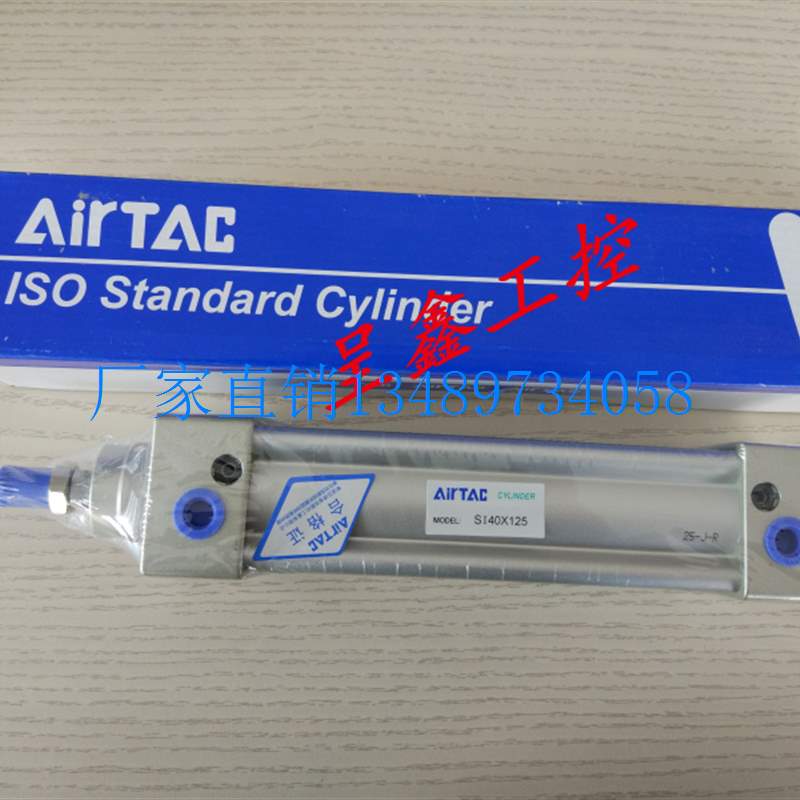 AirTAC
ISO Standard Cylinder
呈鑫工控
厂家直销13489734058
AirTAC
合格证
AirTAC CYLINDER
MODEL: SI40X125
25-J-R